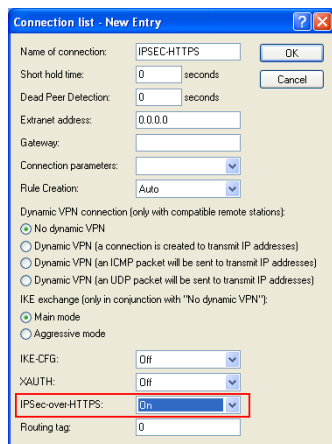 Connection list - New Entry
Name of connection: IPSEC-HTTPS OK
Short hold time: 0 seconds Cancel
Dead Peer Detection: 0 seconds
Extranet address: 0.0.0.0
Gateway:
Connection parameters:
Rule Creation: Auto
Dynamic VPN connection (only with compatible remote stations):
No dynamic VPN
Dynamic VPN (a connection is created to transmit IP addresses)
Dynamic VPN (an ICMP packet will be sent to transmit IP addresses)
Dynamic VPN (an UDP packet will be sent to transmit IP addresses)
IKE exchange (only in conjunction with "No dynamic VPN"):
Main mode
Aggressive mode
IKE-CFG: Off
XAUTH: Off
IPSec-over-HTTPS: On
Routing tag: 0